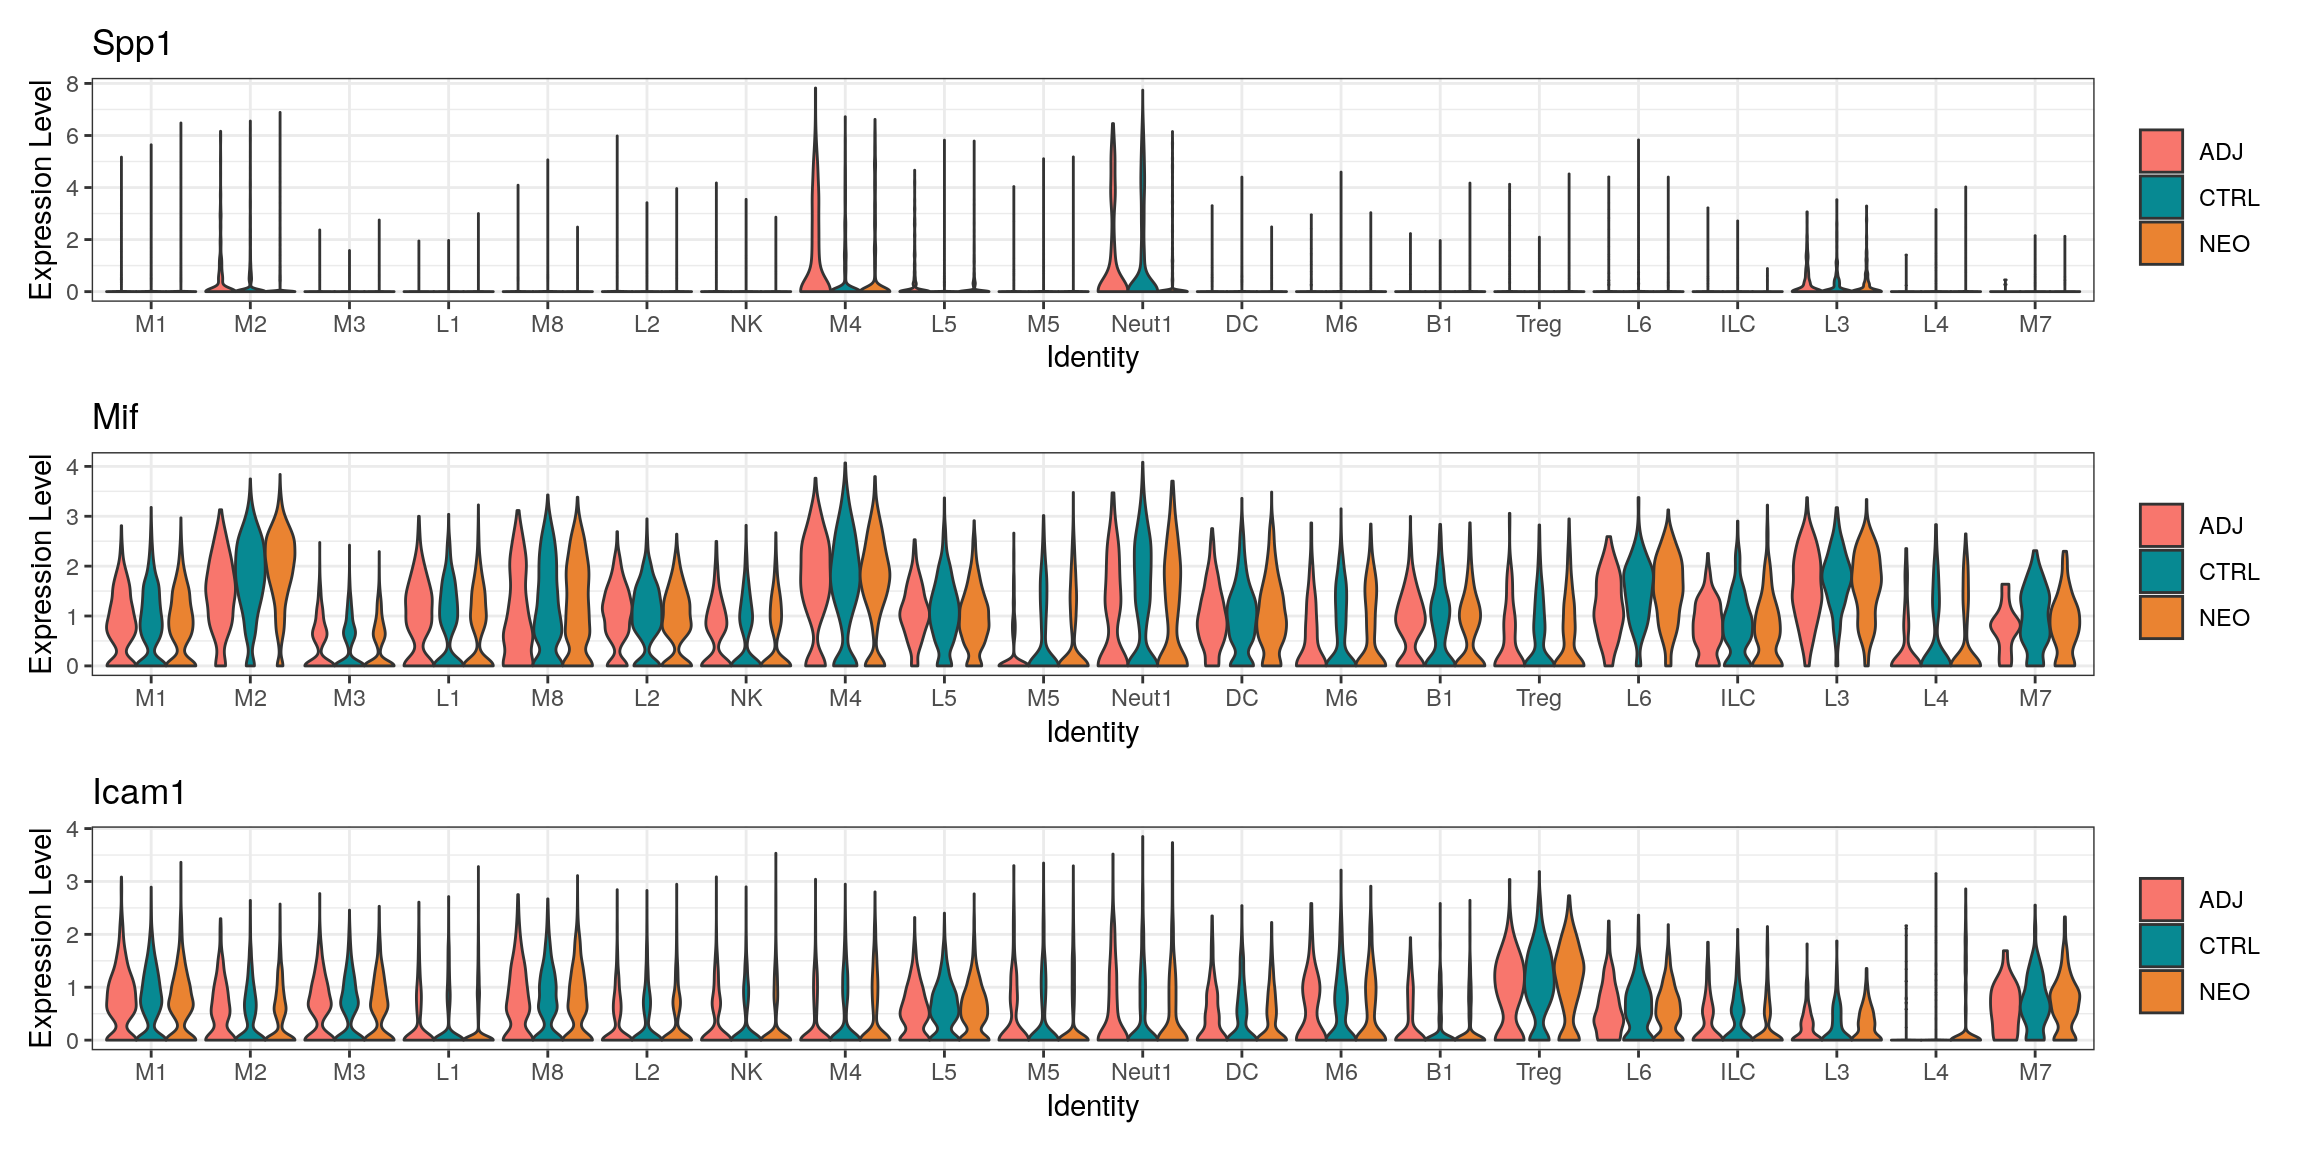 Spp1
Expression Level
8
6
4
2
0
M1 M2 M3 L1 M8 L2 NK M4 L5 M5 Neut1 DC M6 B1 Treg L6 ILC L3 L4 M7
Identity
ADJ
CTRL
NEO
Mif
Expression Level
4
3
2
1
0
M1 M2 M3 L1 M8 L2 NK M4 L5 M5 Neut1 DC M6 B1 Treg L6 ILC L3 L4 M7
Identity
ADJ
CTRL
NEO
Icam1
Expression Level
4
3
2
1
0
M1 M2 M3 L1 M8 L2 NK M4 L5 M5 Neut1 DC M6 B1 Treg L6 ILC L3 L4 M7
Identity
ADJ
CTRL
NEO